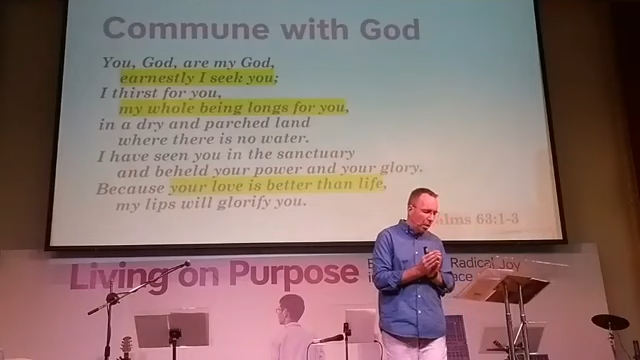 Commune with God
You, God, are my God,
earnestly I seek you;
I thirst for you,
my whole being longs for you,
in a dry and parched land
where there is no water.
I have seen you in the sanctuary
and beheld your power and your glory.
Because your love is better than life,
my lips will glorify you.
alms 63:1-3
Living on Purpose
Radical Joy